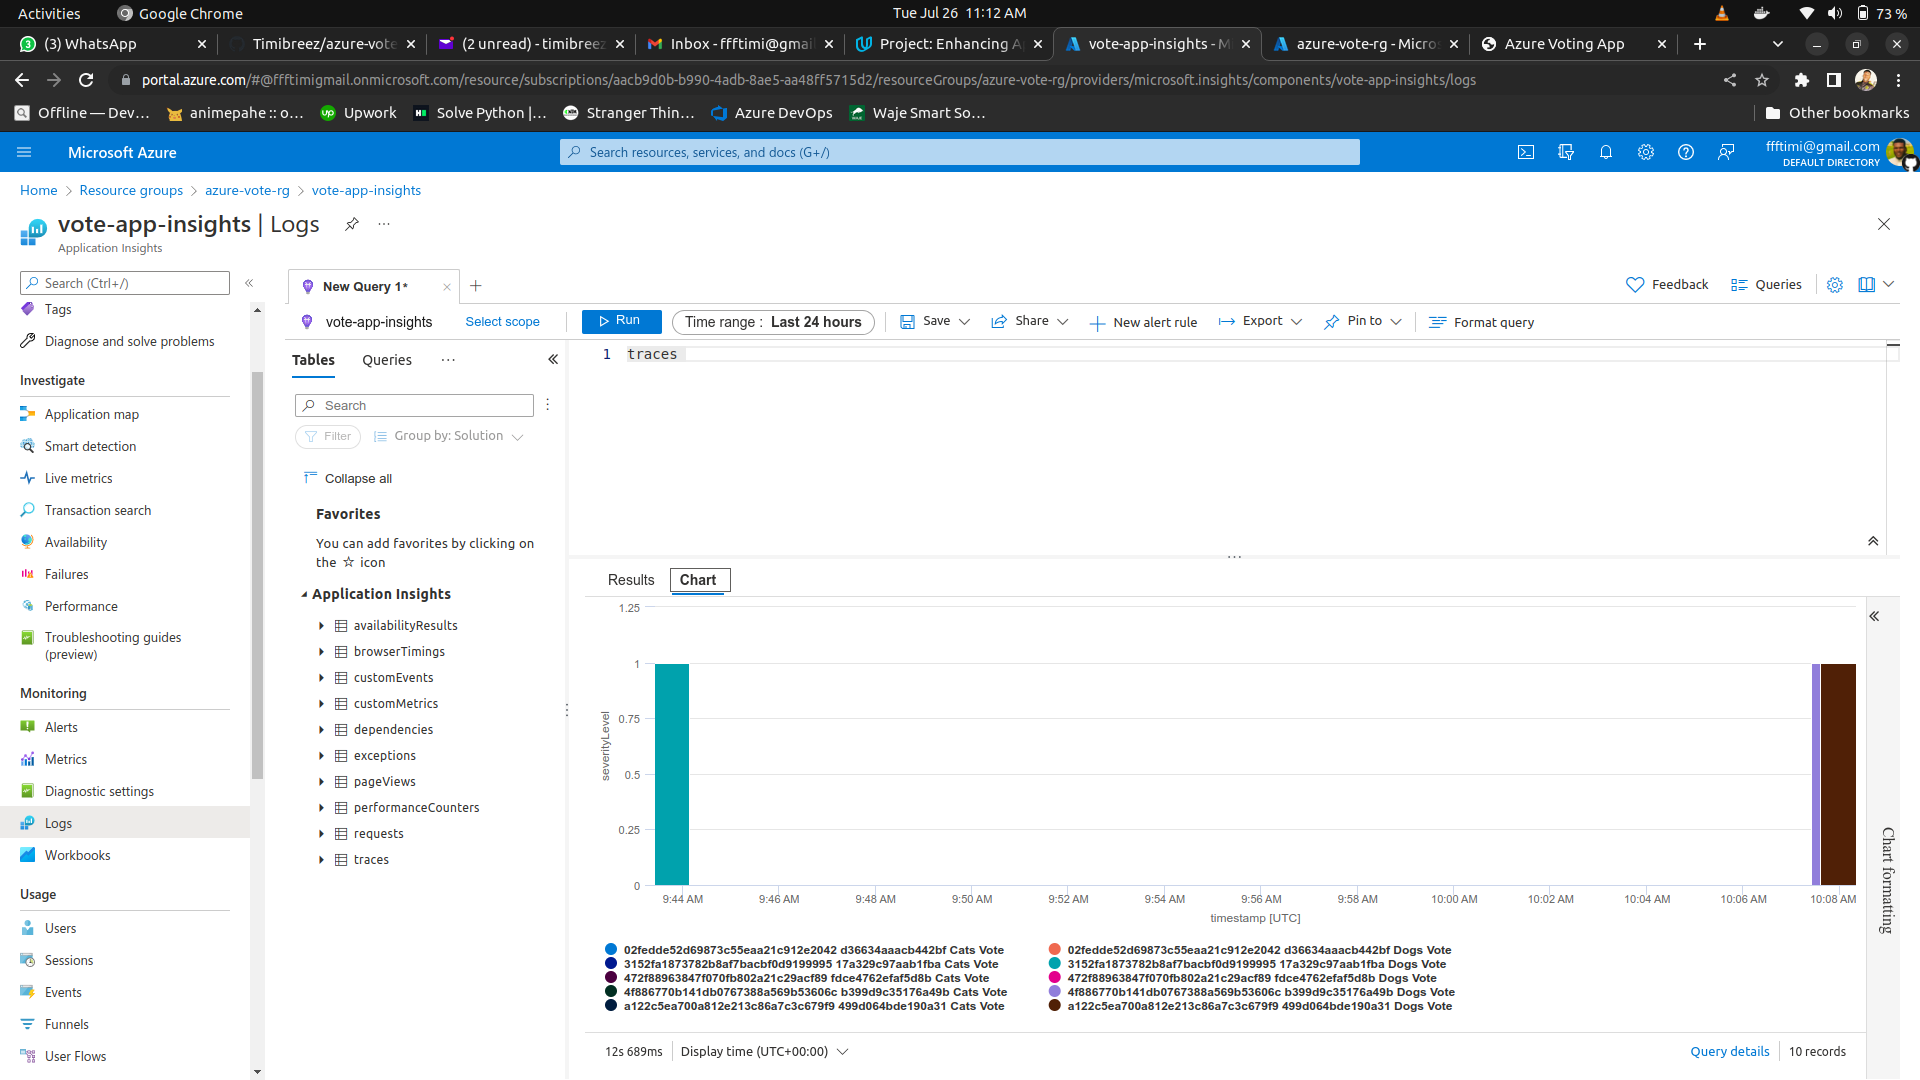 Activities
Google Chrome
Tue Jul 26 11:12 AM
73 %
(3) WhatsApp
Timibreez/azure-vote
(2 unread) - timibreez
Inbox - ffftimi@gmail
Project: Enhancing A
vote-app-insights - M
azure-vote-rg - Micros
Azure Voting App
portal.azure.com/#@ffftimigmail.onmicrosoft.com/resource/subscriptions/aacb9d0b-b990-4adb-8ae5-aa48ff5715d2/resourceGroups/azure-vote-rg/providers/microsoft.insights/components/vote-app-insights/logs
Offline — Dev...
animepahe :: o...
Upwork
Solve Python |...
Stranger Thin...
Azure DevOps
Waje Smart So...
Other bookmarks
Microsoft Azure
Search resources, services, and docs (G+/)
ffftimi@gmail.com
DEFAULT DIRECTORY
Home > Resource groups > azure-vote-rg > vote-app-insights
vote-app-insights | Logs
Application Insights
Search (Ctrl+/)
Tags
Diagnose and solve problems
Investigate
Application map
Smart detection
Live metrics
Transaction search
Availability
Failures
Performance
Troubleshooting guides
(preview)
Monitoring
Alerts
Metrics
Diagnostic settings
Logs
Workbooks
Usage
Users
Sessions
Events
Funnels
User Flows
New Query 1*
Feedback
Queries
vote-app-insights
Select scope
Run
Time range : Last 24 hours
Save
Share
New alert rule
Export
Pin to
Format query
Tables
Queries
Search
Filter
Group by: Solution
Collapse all
Favorites
You can add favorites by clicking on
the ☆ icon
Application Insights
availabilityResults
browserTimings
customEvents
customMetrics
dependencies
exceptions
pageViews
performanceCounters
requests
traces
1 traces
Results
Chart
1.25
1
0.75
0.5
0.25
0
severityLevel
9:44 AM 9:46 AM 9:48 AM 9:50 AM 9:52 AM 9:54 AM 9:56 AM 9:58 AM 10:00 AM 10:02 AM 10:04 AM 10:06 AM 10:08 AM
timestamp [UTC]
02fedde52d69873c55eaa21c912e2042 d36634aaacb442bf Cats Vote
3152fa1873782b8af7bacbf0d9199995 17a329c97aab1fba Cats Vote
472f88963847f070fb802a21c29acf89 fdce4762efaf5d8b Cats Vote
4f886770b141db0767388a569b53606c b399d9c35176a49b Cats Vote
a122c5ea700a812e213c86a7c3c679f9 499d064bde190a31 Cats Vote
02fedde52d69873c55eaa21c912e2042 d36634aaacb442bf Dogs Vote
3152fa1873782b8af7bacbf0d9199995 17a329c97aab1fba Dogs Vote
472f88963847f070fb802a21c29acf89 fdce4762efaf5d8b Dogs Vote
4f886770b141db0767388a569b53606c b399d9c35176a49b Dogs Vote
a122c5ea700a812e213c86a7c3c679f9 499d064bde190a31 Dogs Vote
Chart formatting
12s 689ms
Display time (UTC+00:00)
Query details
10 records